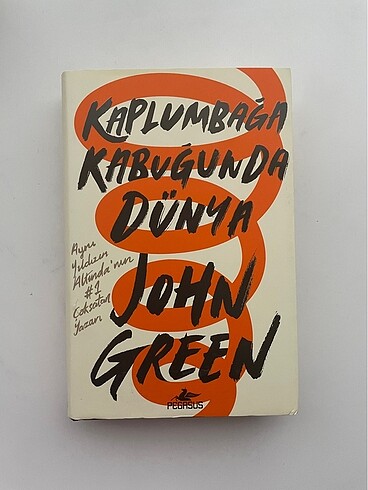 KAPLUMBAĞA
KABUĞUNDA
DÜNYA
Aynı
Yıldızın
Altında'nın
#1
Çoksatan
Yazarı
JOHN
GREEN
PEGASUS